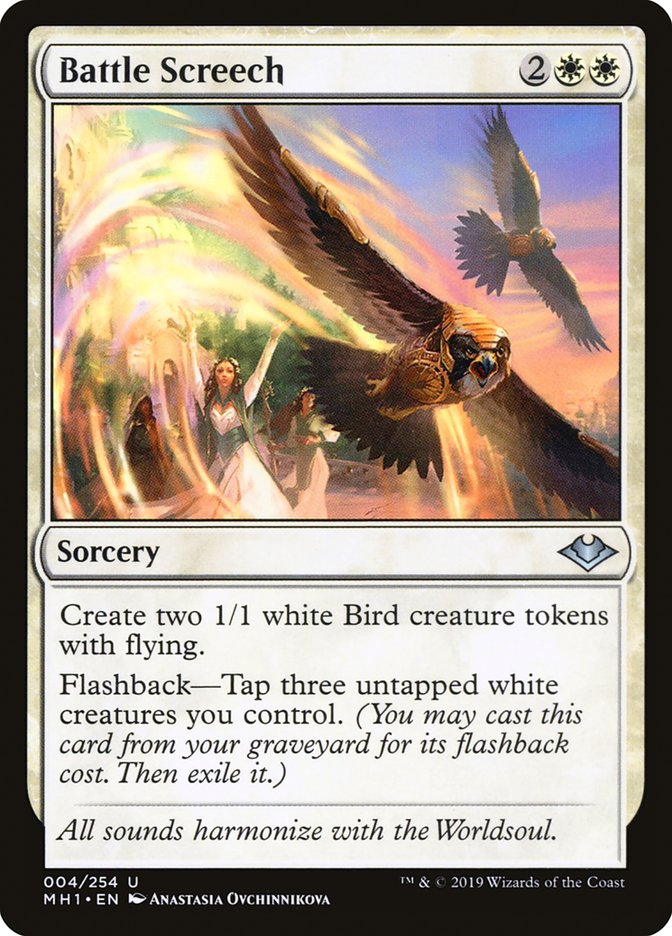 Battle Screech 2
Sorcery
Create two 1/1 white Bird creature tokens
with flying.
Flashback—Tap three untapped white
creatures you control. (You may cast this
card from your graveyard for its flashback
cost. Then exile it.)
All sounds harmonize with the Worldsoul.
004/254 U
MH1•EN Anastasia Ovchinnikova
™ & © 2019 Wizards of the Coast